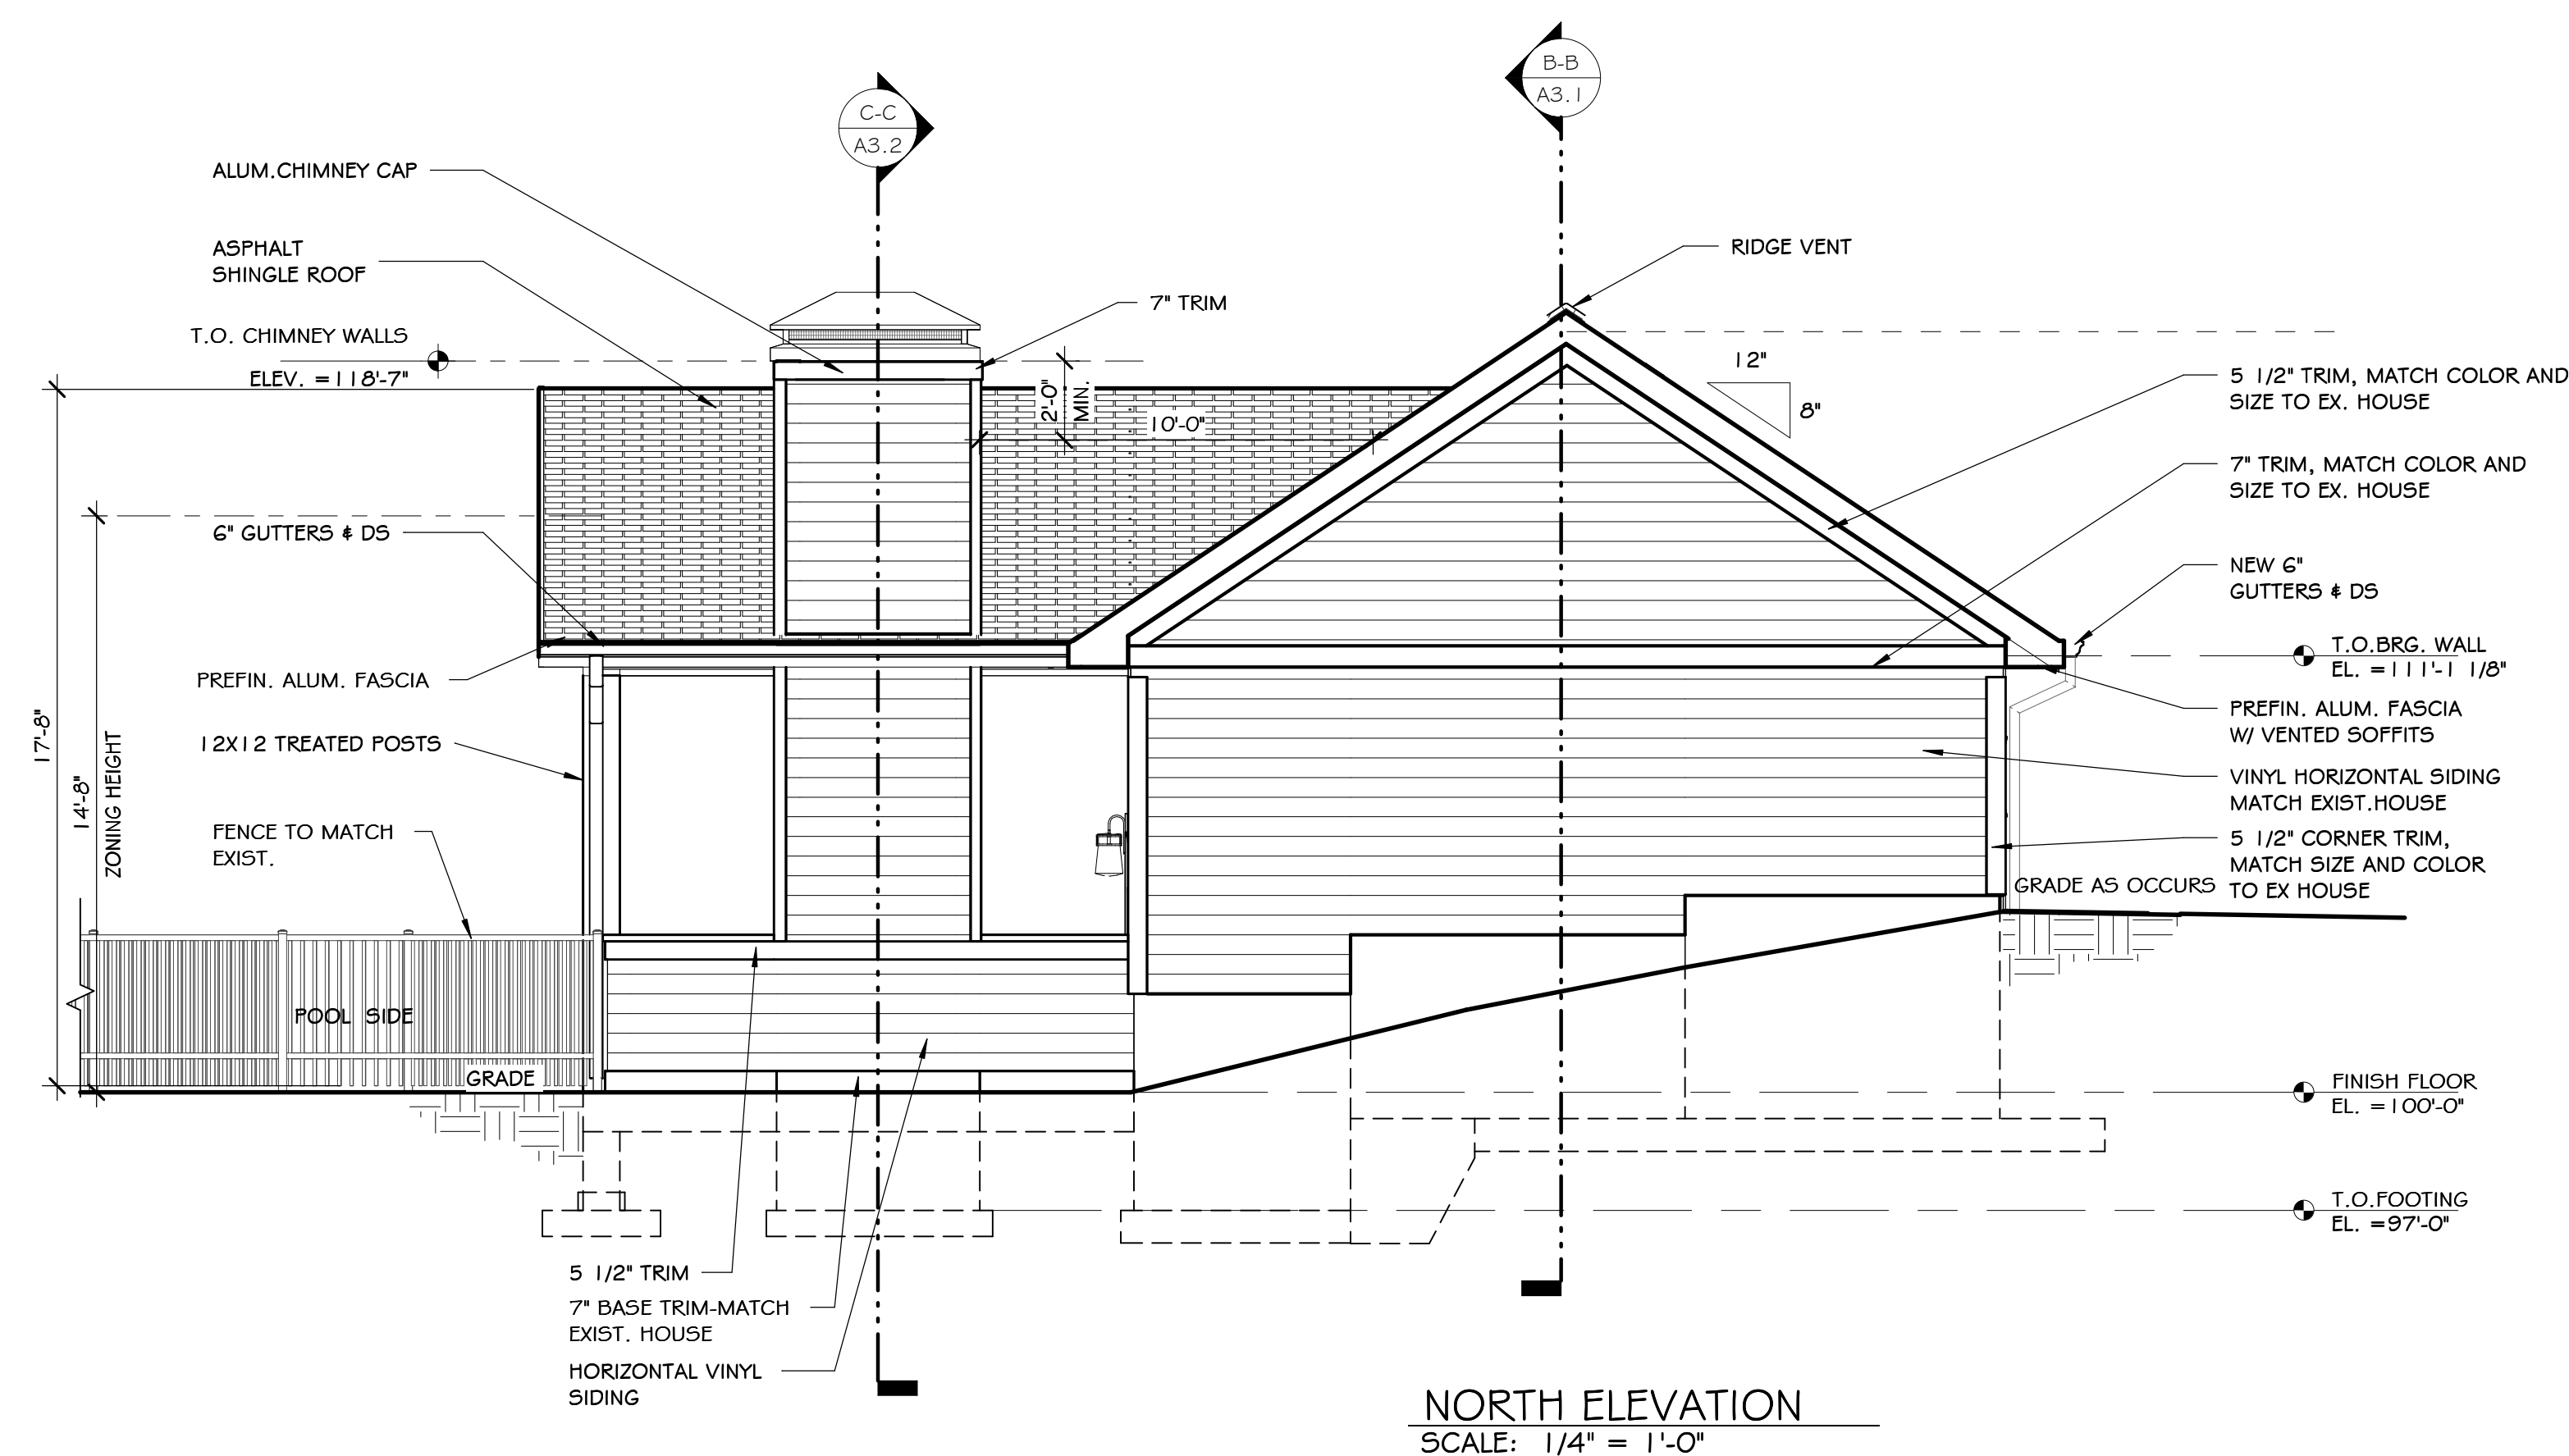 B-B
A3.1
C-C
A3.2
ALUM.CHIMNEY CAP
ASPHALT
SHINGLE ROOF
RIDGE VENT
7" TRIM
T.O. CHIMNEY WALLS
ELEV. =118'-7"
12"
8"
2'-0"
MIN.
10'-0"
5 1/2" TRIM, MATCH COLOR AND
SIZE TO EX. HOUSE
7" TRIM, MATCH COLOR AND
SIZE TO EX. HOUSE
6" GUTTERS & DS
NEW 6"
GUTTERS & DS
T.O.BRG. WALL
EL. =111'-1 1/8"
PREFIN. ALUM. FASCIA
PREFIN. ALUM. FASCIA
W/ VENTED SOFFITS
17'-8"
14'-8"
ZONING HEIGHT
12X12 TREATED POSTS
VINYL HORIZONTAL SIDING
MATCH EXIST.HOUSE
FENCE TO MATCH
EXIST.
5 1/2" CORNER TRIM,
MATCH SIZE AND COLOR
TO EX HOUSE
GRADE AS OCCURS
POOL SIDE
GRADE
FINISH FLOOR
EL. =100'-0"
T.O.FOOTING
EL. =97'-0"
5 1/2" TRIM
7" BASE TRIM-MATCH
EXIST. HOUSE
HORIZONTAL VINYL
SIDING
NORTH ELEVATION
SCALE: 1/4" = 1'-0"